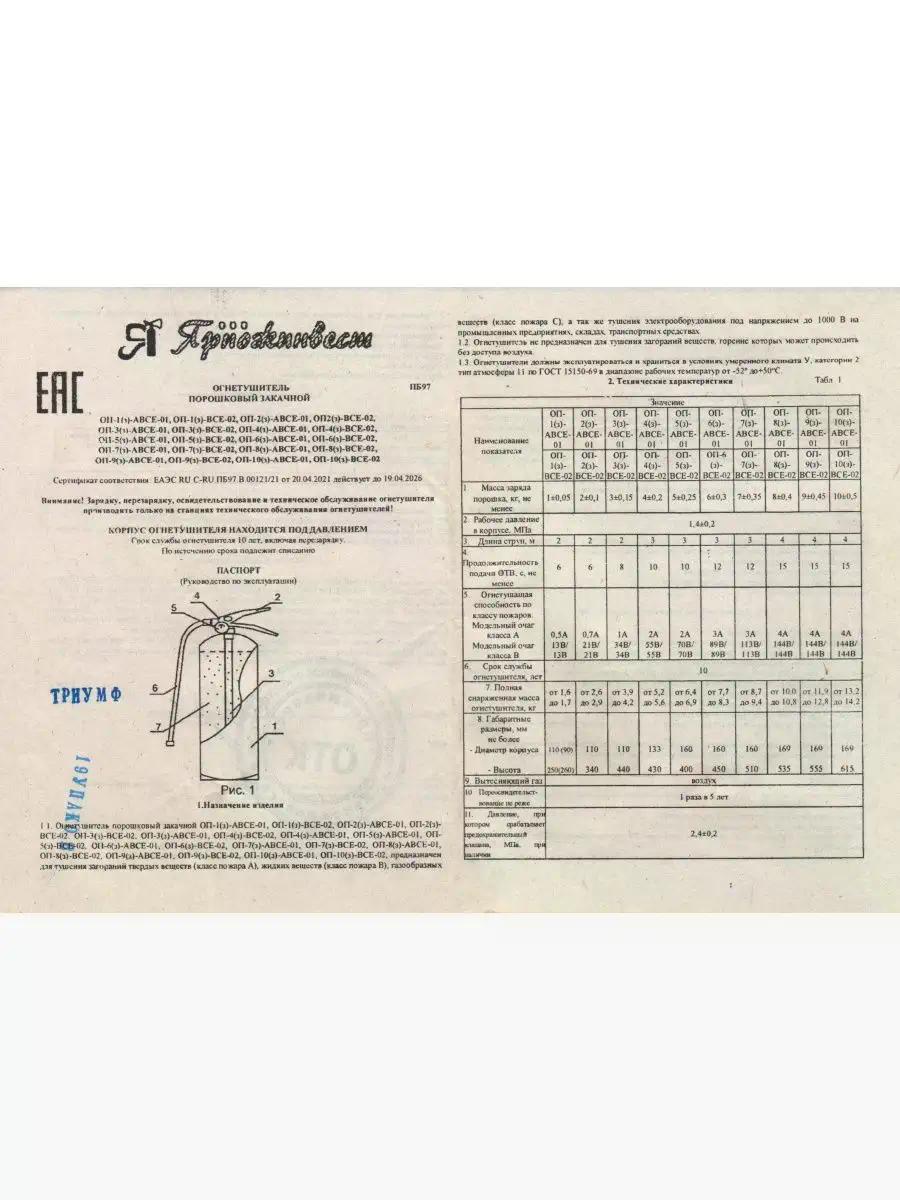 Я ООО Ярпожинвест
ЕАС
ОГНЕТУШИТЕЛЬ
ПБ97
ПОРОШКОВЫЙ ЗАКАЧНОЙ
ОП-1(з)-АВСЕ-01, ОП-1(з)-ВСЕ-02, ОП-2(з)-АВСЕ-01, ОП2(з)-ВСЕ-02,
ОП-3(з)-АВСЕ-01, ОП-3(з)-ВСЕ-02, ОП-4(з)-АВСЕ-01, ОП-4(з)-ВСЕ-02,
ОП-5(з)-АВСЕ-01, ОП-5(з)-ВСЕ-02, ОП-6(з)-АВСЕ-01, ОП-6(з)-ВСЕ-02,
ОП-7(з)-АВСЕ-01, ОП-7(з)-ВСЕ-02, ОП-8(з)-АВСЕ-01, ОП-8(з)-ВСЕ-02,
ОП-9(з)-АВСЕ-01, ОП-9(з)-ВСЕ-02, ОП-10(з)-АВСЕ-01, ОП-10(з)-ВСЕ-02
Сертификат соответствия ЕАЭС RU C-RU ПБ97.В.00121/21 от 20.04.2021 действует до 19.04.2026
Внимание! Зарядку, перезарядку, освидетельствование и техническое обслуживание огнетушителя
производить только на станциях технического обслуживания огнетушителей!
КОРПУС ОГНЕТУШИТЕЛЯ НАХОДИТСЯ ПОД ДАВЛЕНИЕМ
Срок службы огнетушителя 10 лет, включая перезарядку.
По истечению срока подлежит списанию
ПАСПОРТ
(Руководство по эксплуатации)
4
2
5
6
3
7
1
ТРИУМФ
ОТК
Рис. 1
1.Назначение изделия
1 1. Огнетушитель порошковый закачной ОП-1(з)-АВСЕ-01, ОП-1(з)-ВСЕ-02, ОП-2(з)-АВСЕ-01, ОП-2(з)-
ВСЕ-02, ОП-3(з)-АВСЕ-01, ОП-3(з)-ВСЕ-02, ОП-4(з)-ВСЕ-02, ОП-4(з)-АВСЕ-01, ОП-5(з)-АВСЕ-01, ОП-
5(з)-ВСЕ-02, ОП-6(з)-АВСЕ-01, ОП-6(з)-ВСЕ-02, ОП-7(з)-АВСЕ-01, ОП-7(з)-ВСЕ-02, ОП-8(з)-АВСЕ-01,
ОП-8(з)-ВСЕ-02, ОП-9(з)-АВСЕ-01, ОП-9(з)-ВСЕ-02, ОП-10(з)-АВСЕ-01, ОП-10(з)-ВСЕ-02, предназначен
для тушения загораний твердых веществ (класс пожара А), жидких веществ (класс пожара В), газообразных
веществ (класс пожара С), а так же тушения электрооборудования под напряжением до 1000 В на
промышленных предприятиях, складах, транспортных средствах
1.2. Огнетушитель не предназначен для тушения загораний веществ, горение которых может происходить
без доступа воздуха.
1.3. Огнетушители должны эксплуатироваться и храниться в условиях умеренного климата У, категории 2
тип атмосферы 11 по ГОСТ 15150-69 в диапазоне рабочих температур от -52° до+50°С.
2. Технические характеристики
Табл 1
Значение
Наименование показателя
ОП-1(з)-АВСЕ-01 ОП-2(з)-АВСЕ-01 ОП-3(з)-АВСЕ-01 ОП-4(з)-АВСЕ-01 ОП-5(з)-АВСЕ-01 ОП-6(з)-АВСЕ-01 ОП-7(з)-АВСЕ-01 ОП-8(з)-АВСЕ-01 ОП-9(з)-АВСЕ-01 ОП-10(з)-АВСЕ-01
ОП-1(з)-ВСЕ-02 ОП-2(з)-ВСЕ-02 ОП-3(з)-ВСЕ-02 ОП-4(з)-ВСЕ-02 ОП-5(з)-ВСЕ-02 ОП-6 (з)-ВСЕ-02 ОП-7(з)-ВСЕ-02 ОП-8(з)-ВСЕ-02 ОП-9(з)-ВСЕ-02 ОП-10(з)-ВСЕ-02
1 Масса заряда
порошка, кг, не 1±0,05 2±0,1 3±0,15 4±0,2 5±0,25 6±0,3 7±0,35 8±0,4 9±0,45 10±0,5
менее
2. Рабочее давление
в корпусе, МПа 1,4±0,2
3. Длина струи, м 2 2 2 3 3 3 3 4 4 4
4.
Продолжительность
подачи ОТВ, с, не 6 6 8 10 10 12 12 15 15 15
менее
5. Огнетушащая
способность по
классу пожаров.
Модельный очаг
класса А 0,5А 0,7А 1А 2А 2А 3А 3А 4А 4А 4А
Модельный очаг 13В/ 21В/ 34В/ 55В/ 70В/ 89В/ 113В/ 144В/ 144В/ 144В/
класса В 13В 21В 34В 55В 70В 89В 113В 144В 144В 144В
6. Срок службы
огнетушителя, лет 10
7. Полная от 1,6 от 2,6 от 3,9 от 5,2 от 6,4 от 7,7 от 8,7 от 10,0 от 11,9 от 13,2
снаряженная масса до 1,7 до 2,9 до 4,2 до 5,6 до 6,9 до 8,3 до 9,4 до 10,8 до 12,8 до 14,2
огнетушителя, кг
8. Габаритные
размеры, мм
не более
- Диаметр корпуса 110 (90) 110 110 133 160 160 160 169 169 169
- Высота 250(260) 340 440 430 400 450 510 535 555 615
9. Вытесняющий газ воздух
10 Переосвидетельст-
вование не реже 1 раза в 5 лет
11. Давление, при
котором срабатывает
предохранительный 2,4±0,2
клапана, МПа, при
наличии